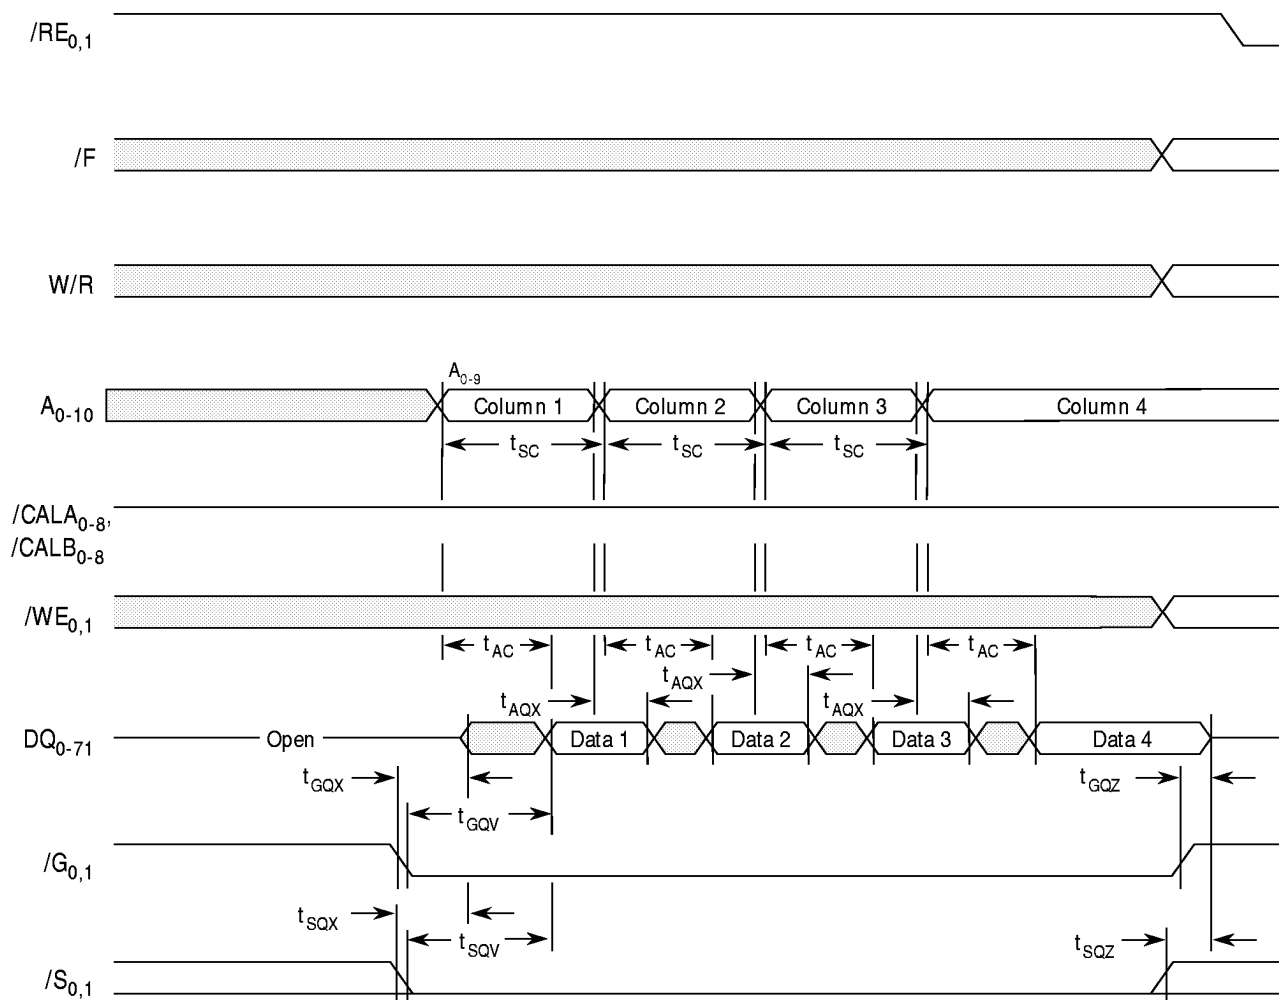 /RE0,1
/F
W/R
A0-9
A0-10
Column 1
Column 2
Column 3
Column 4
tSC
tSC
tSC
/CALA0-8,
/CALB0-8
/WE0,1
tAC
tAC
tAC
tAC
tAQX
tAQX
tAQX
DQ0-71
Open
Data 1
Data 2
Data 3
Data 4
tGQX
tGQZ
tGQV
/G0,1
tSQX
tSQV
tSQZ
/S0,1